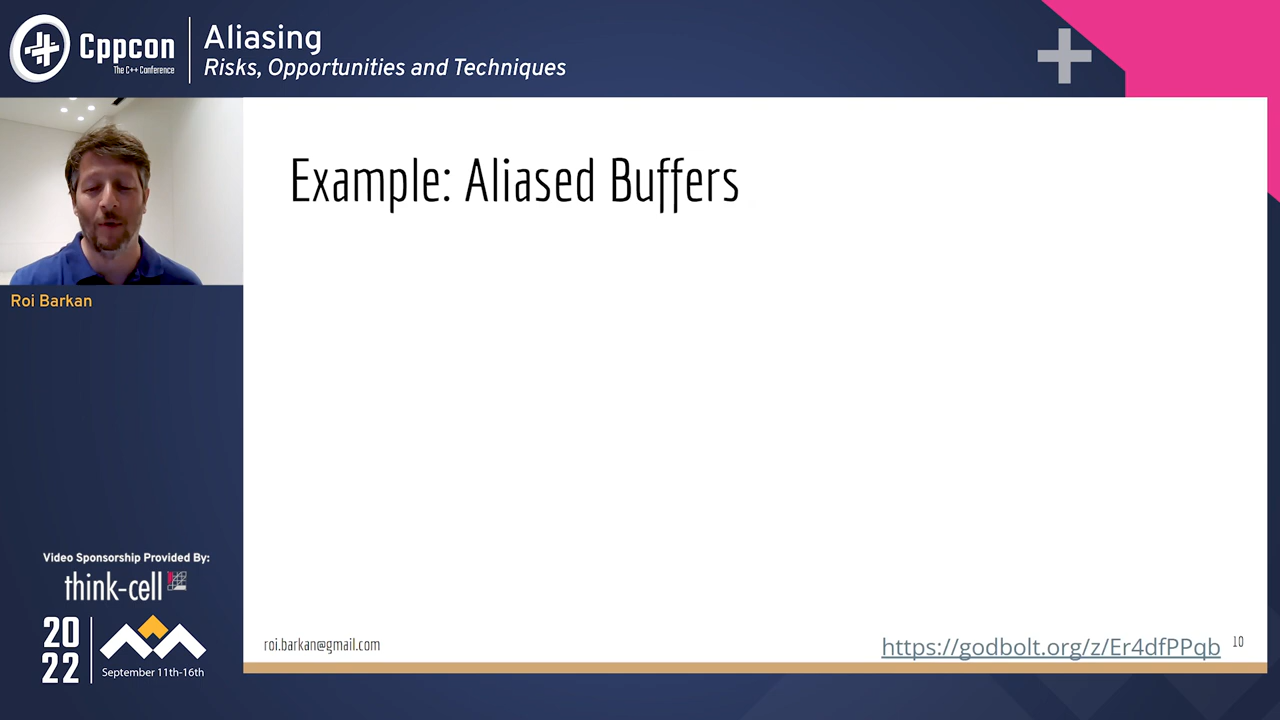 Cppcon
The C++ Conference
Aliasing
Risks, Opportunities and Techniques
Roi Barkan
Example: Aliased Buffers
Video Sponsorship Provided By:
think-cell
20
22
September 11th-16th
roi.barkan@gmail.com
https://godbolt.org/z/Er4dfPPqb
10